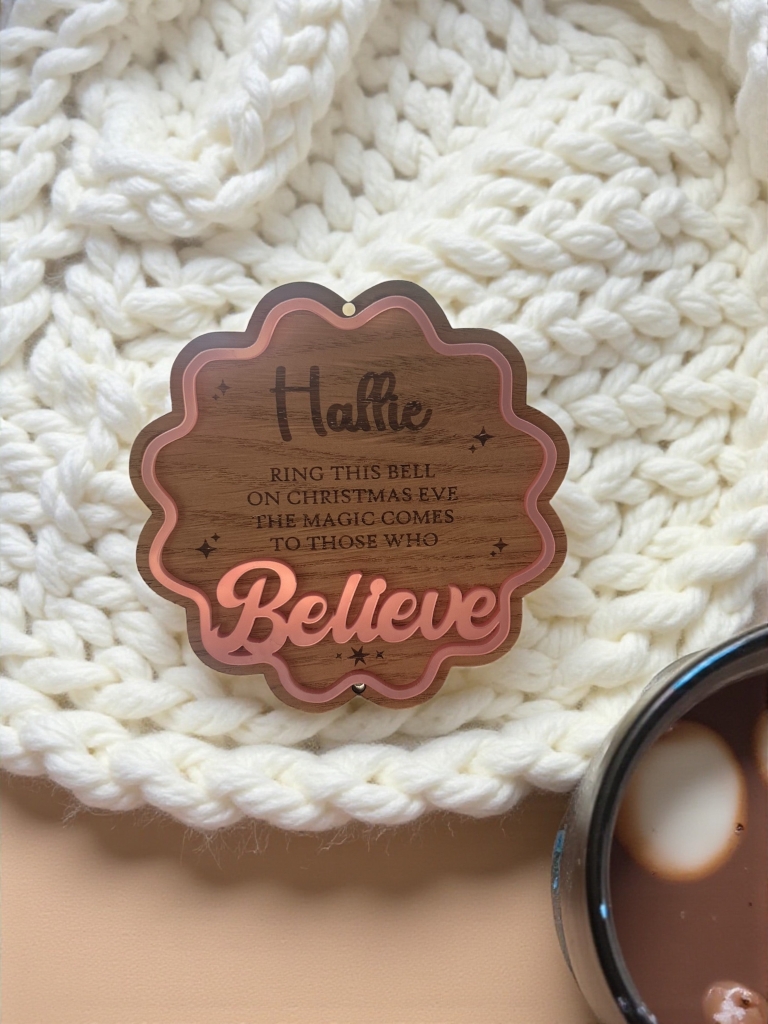 Hallie
RING THIS BELL
ON CHRISTMAS EVE
THE MAGIC COMES
TO THOSE WHO
Believe